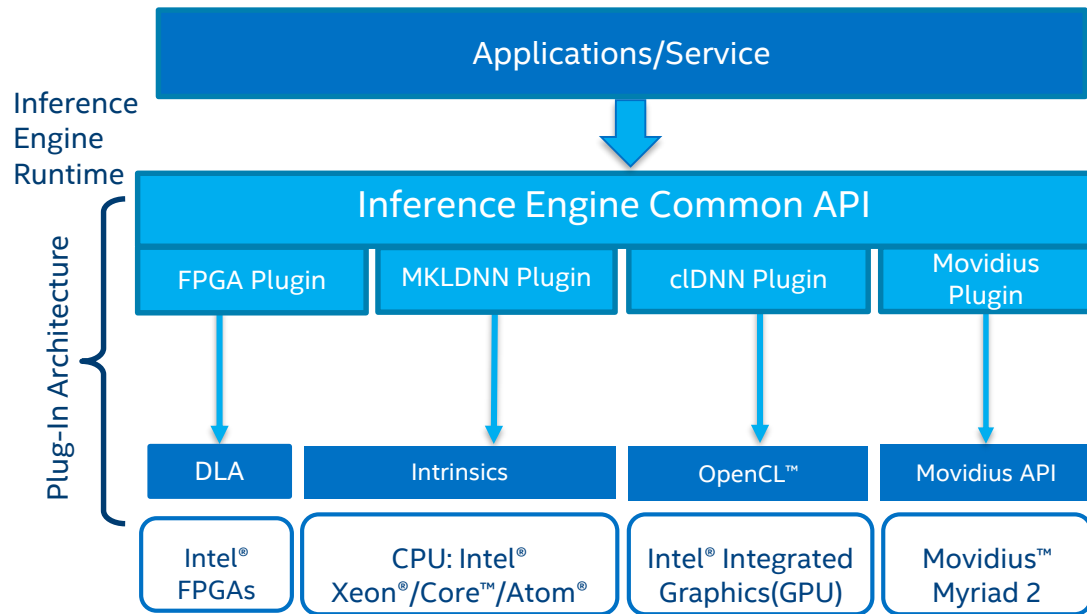 Applications/Service
Inference
Engine
Runtime
Inference Engine Common API
FPGA Plugin
MKLDNN Plugin
clDNN Plugin
Movidius
Plugin
Plug-In Architecture
DLA
Intrinsics
OpenCL™
Movidius API
Intel®
FPGAs
CPU: Intel®
Xeon®/Core™/Atom®
Intel® Integrated
Graphics(GPU)
Movidius™
Myriad 2